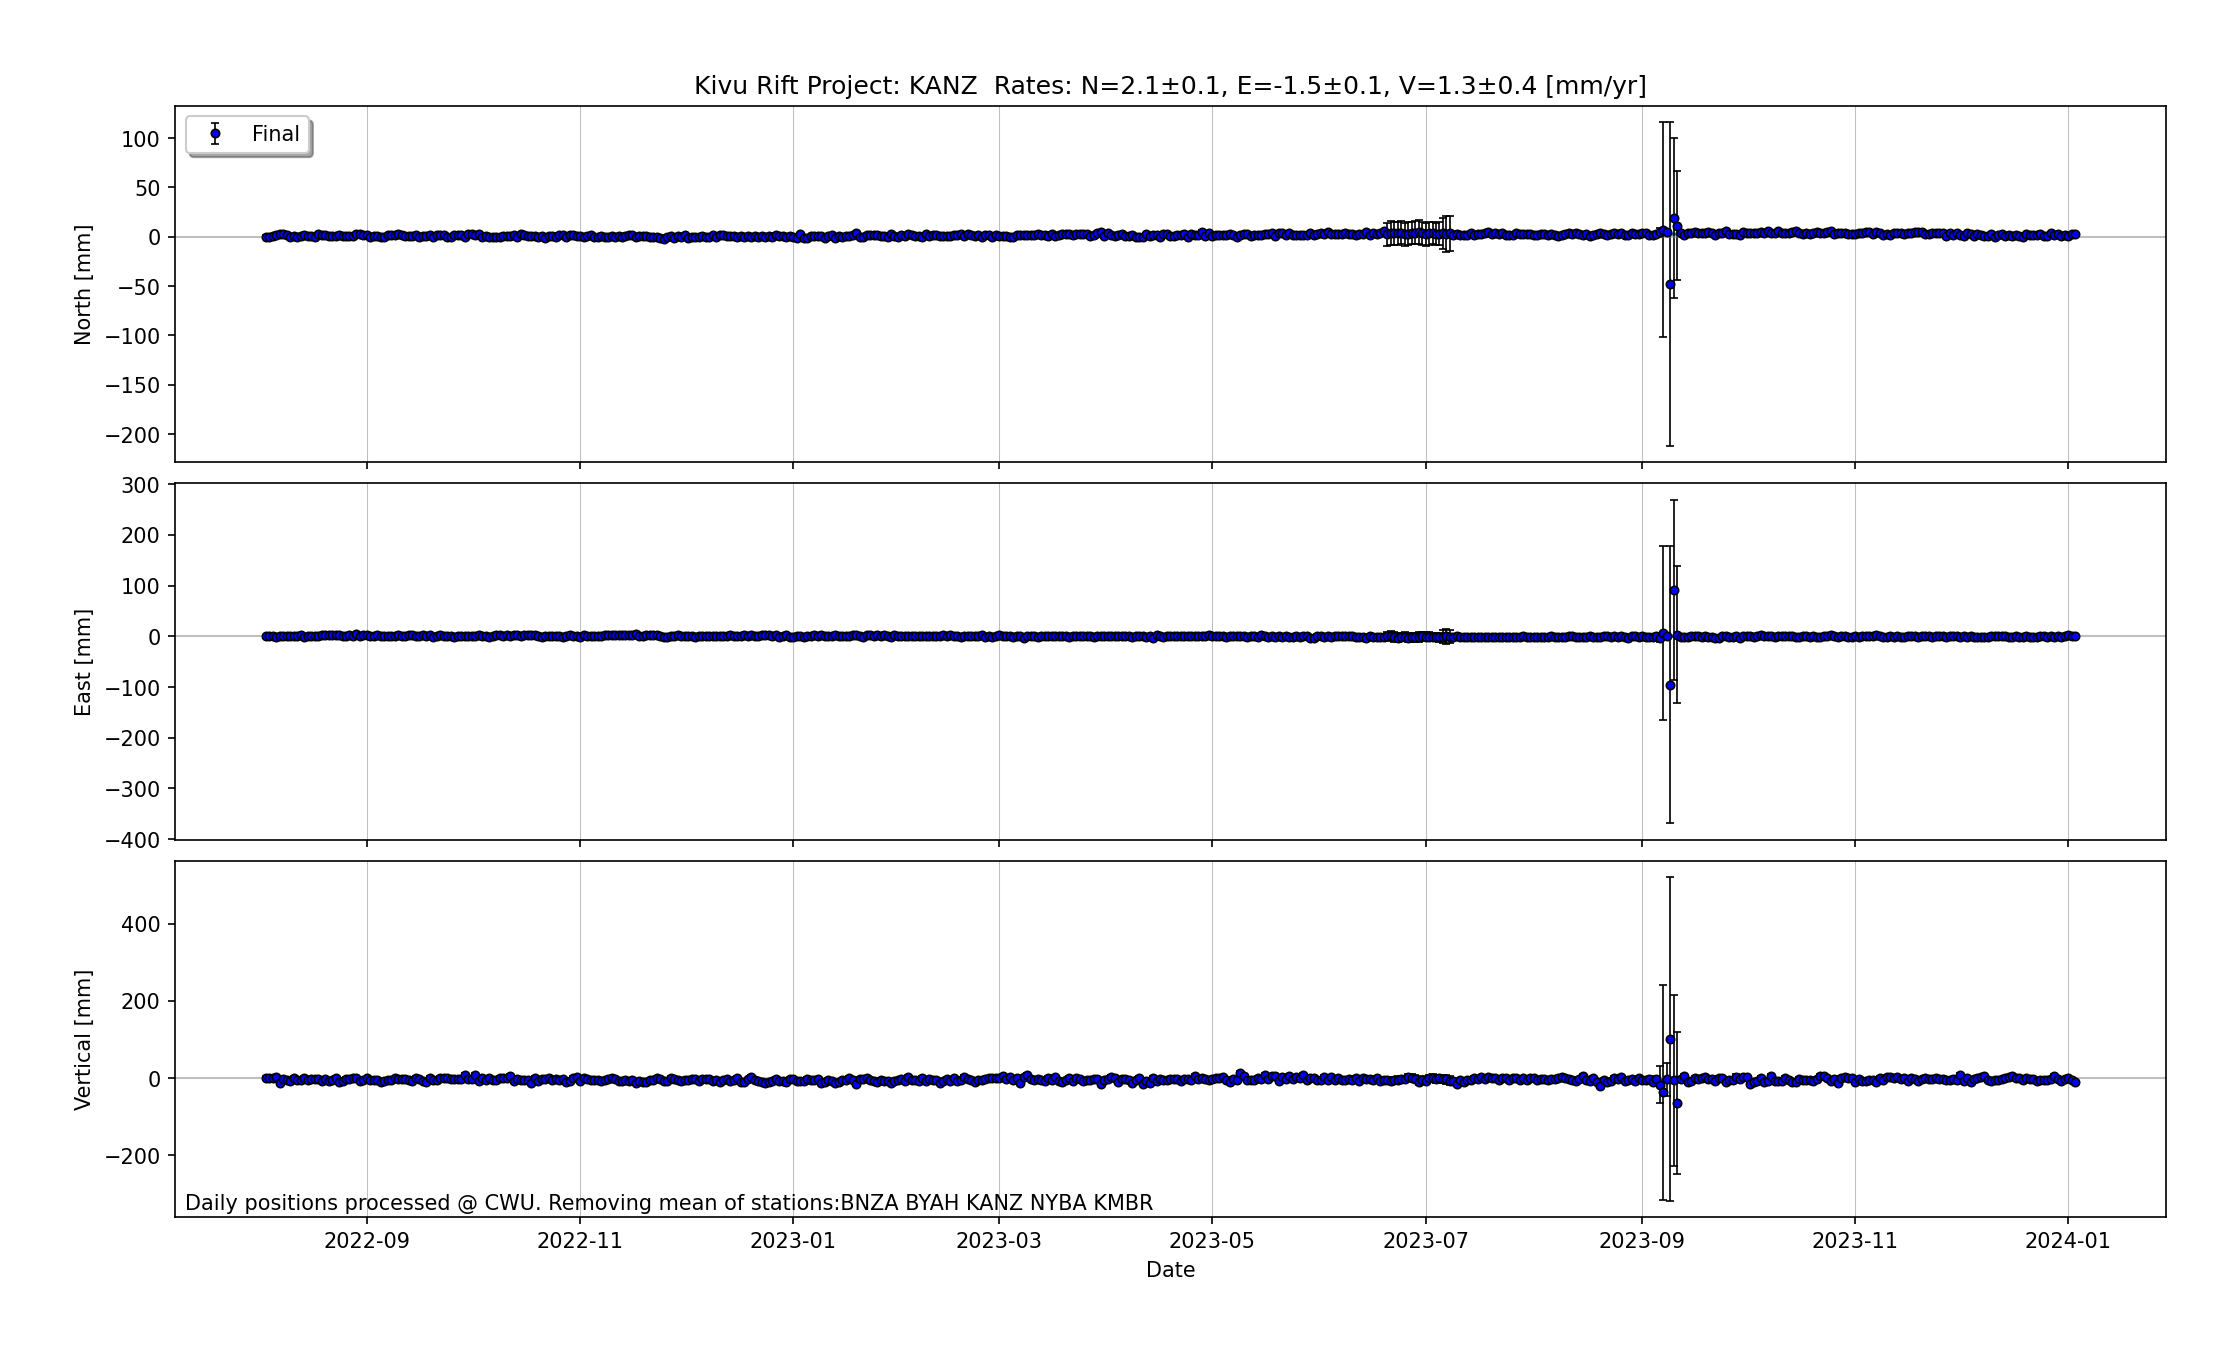 Kivu Rift Project: KANZ  Rates: N=2.1±0.1, E=-1.5±0.1, V=1.3±0.4 [mm/yr]
Final
100
50
0
−50
−100
−150
−200
North [mm]
300
200
100
0
−100
−200
−300
−400
East [mm]
400
200
0
−200
Vertical [mm]
Daily positions processed @ CWU. Removing mean of stations:BNZA BYAH KANZ NYBA KMBR
2022-09 2022-11 2023-01 2023-03 2023-05 2023-07 2023-09 2023-11 2024-01
Date